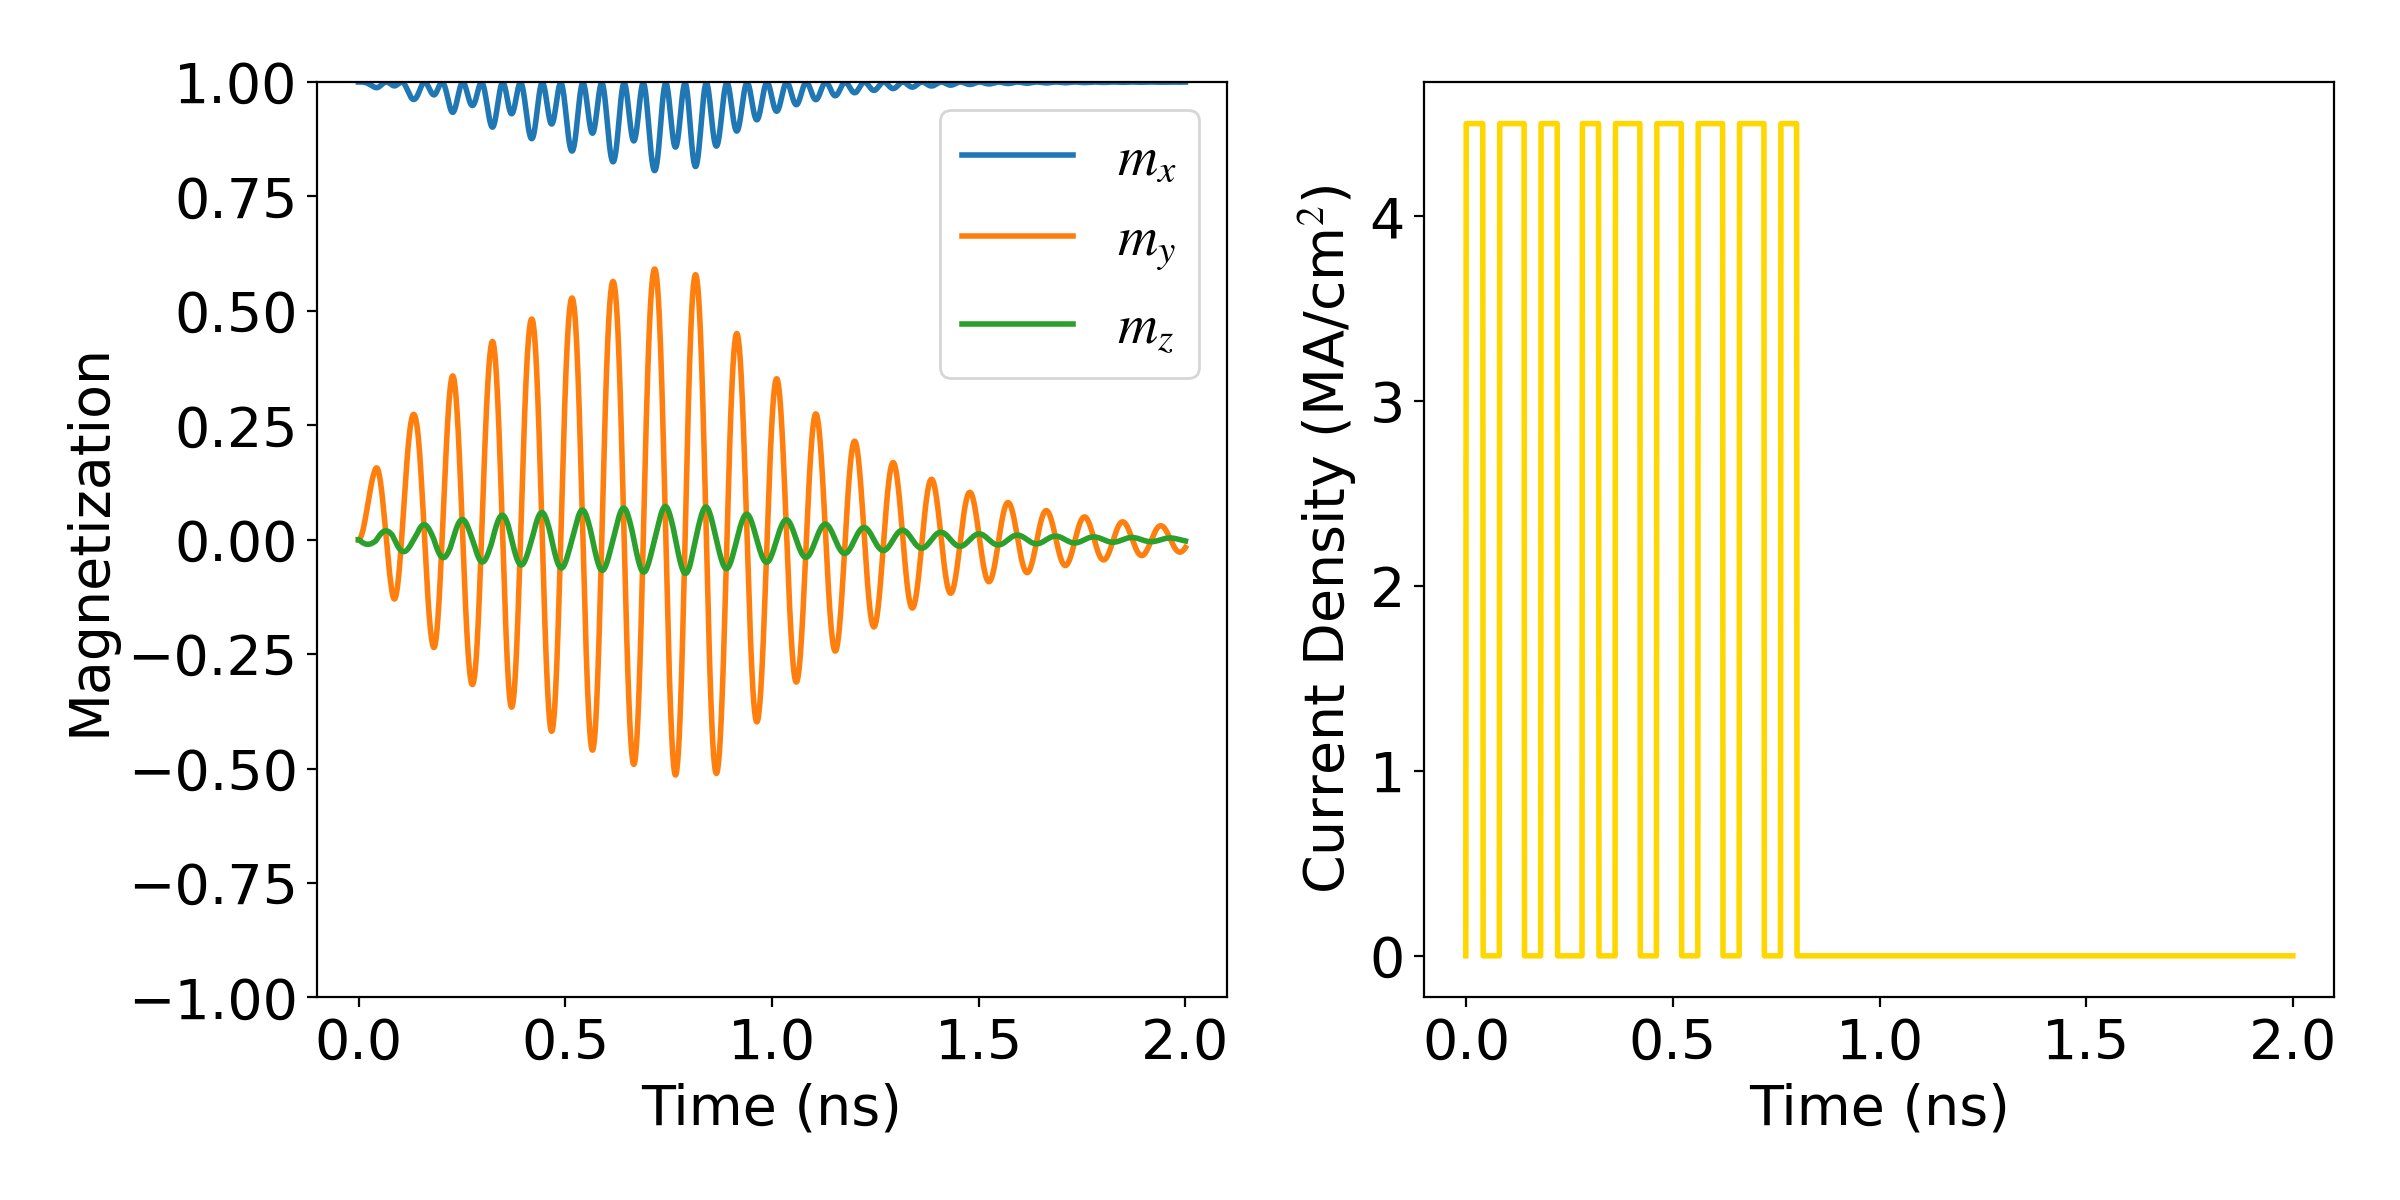 Magnetization
1.00
0.75
0.50
0.25
0.00
−0.25
−0.50
−0.75
−1.00
0.0 0.5 1.0 1.5 2.0
Time (ns)
m_x
m_y
m_z
Current Density (MA/cm²)
4
3
2
1
0
0.0 0.5 1.0 1.5 2.0
Time (ns)